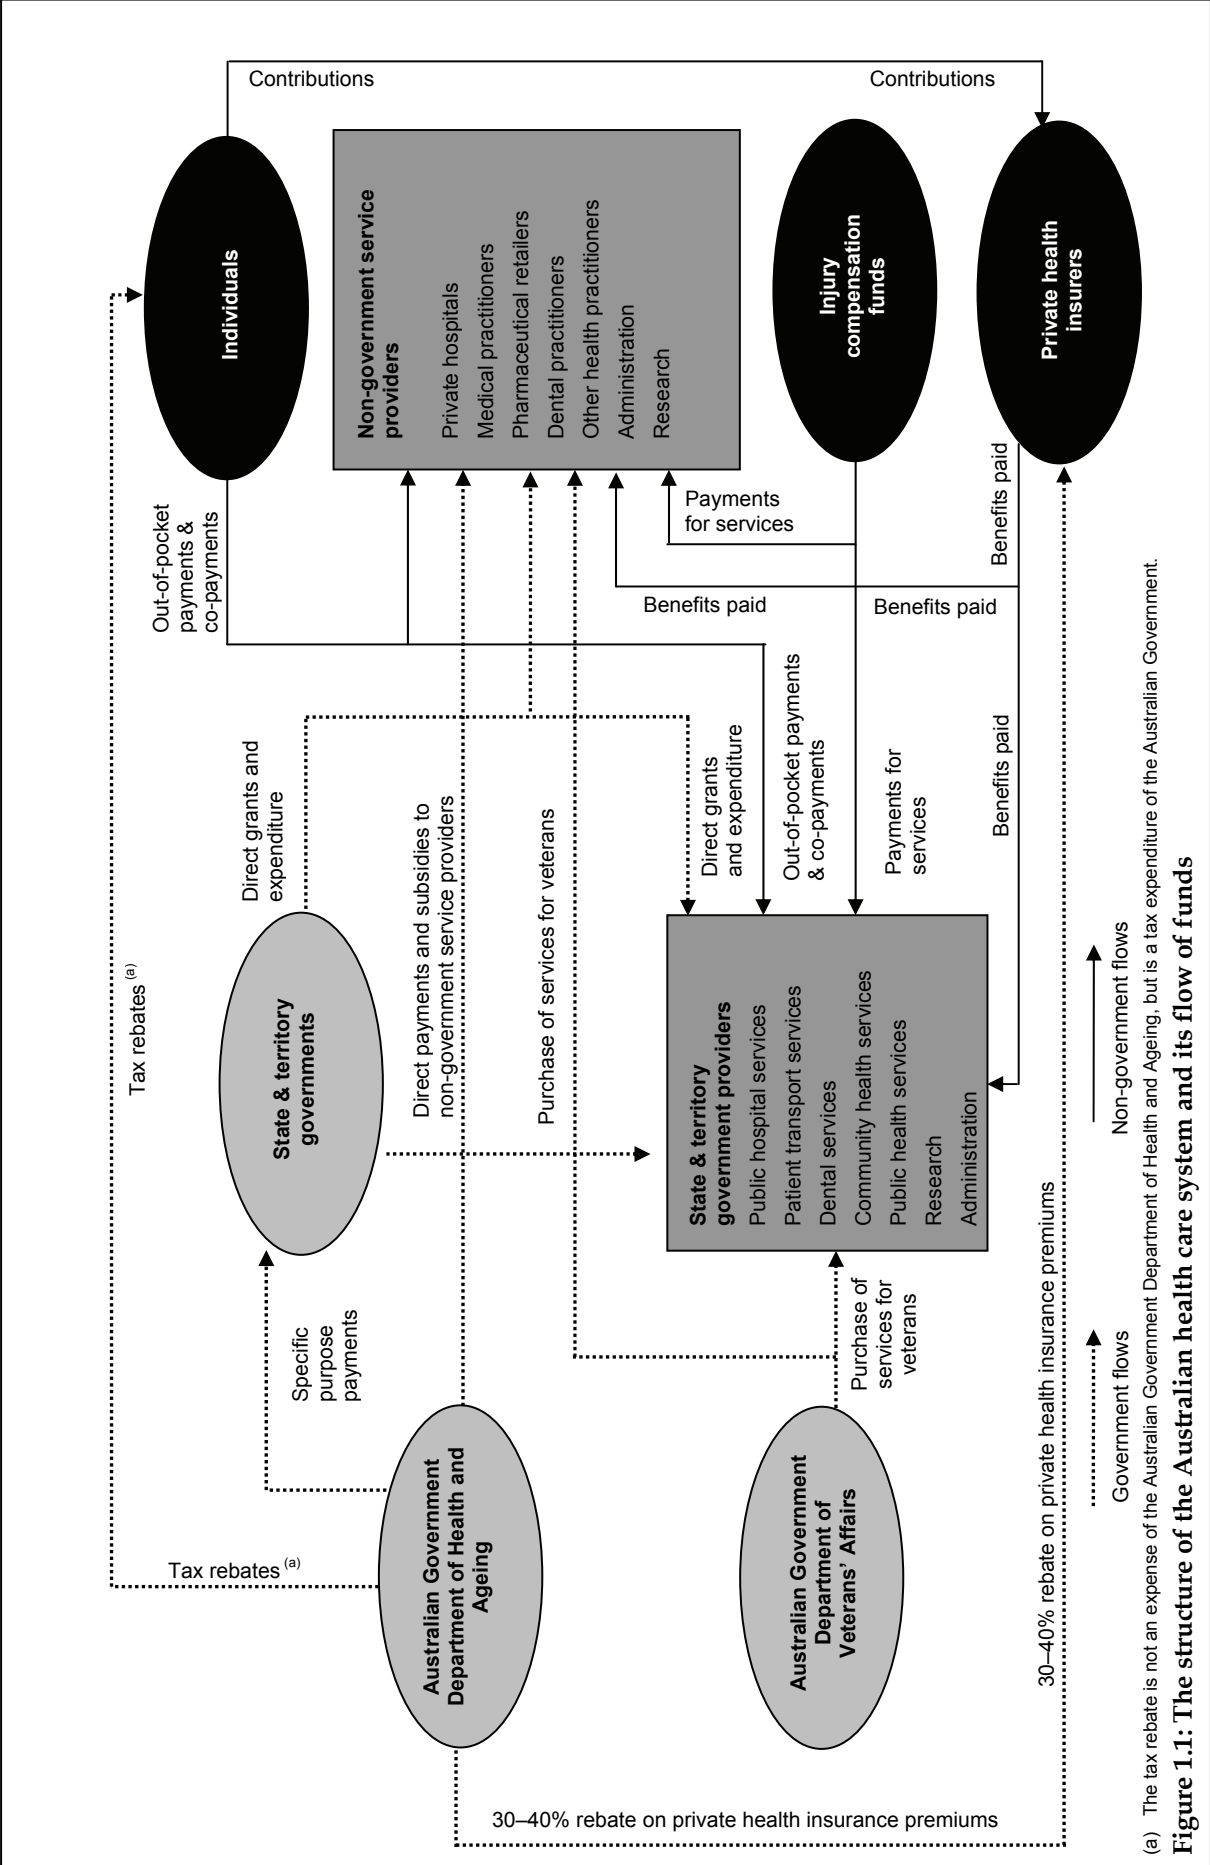 Contributions
Contributions
Individuals
Non-government service
providers
Private hospitals
Medical practitioners
Pharmaceutical retailers
Dental practitioners
Other health practitioners
Administration
Research
Injury
compensation
funds
Private health
insurers
Out-of-pocket
payments &
co-payments
Payments
for services
Benefits paid
Benefits paid
Benefits paid
Tax rebates (a)
Direct grants and
expenditure
State & territory
governments
Direct payments and subsidies to
non-government service providers
Purchase of services for veterans
Direct grants
and expenditure
Out-of-pocket payments
& co-payments
Payments for
services
Benefits paid
State & territory
government providers
Public hospital services
Patient transport services
Dental services
Community health services
Public health services
Research
Administration
Specific
purpose
payments
Purchase of
services for
veterans
Tax rebates (a)
Australian Government
Department of Health and
Ageing
Australian Government
Department of
Veterans’ Affairs
30–40% rebate on private health insurance premiums
30–40% rebate on private health insurance premiums
Government flows
Non-government flows
(a) The tax rebate is not an expense of the Australian Government Department of Health and Ageing, but is a tax expenditure of the Australian Government.
Figure 1.1: The structure of the Australian health care system and its flow of funds